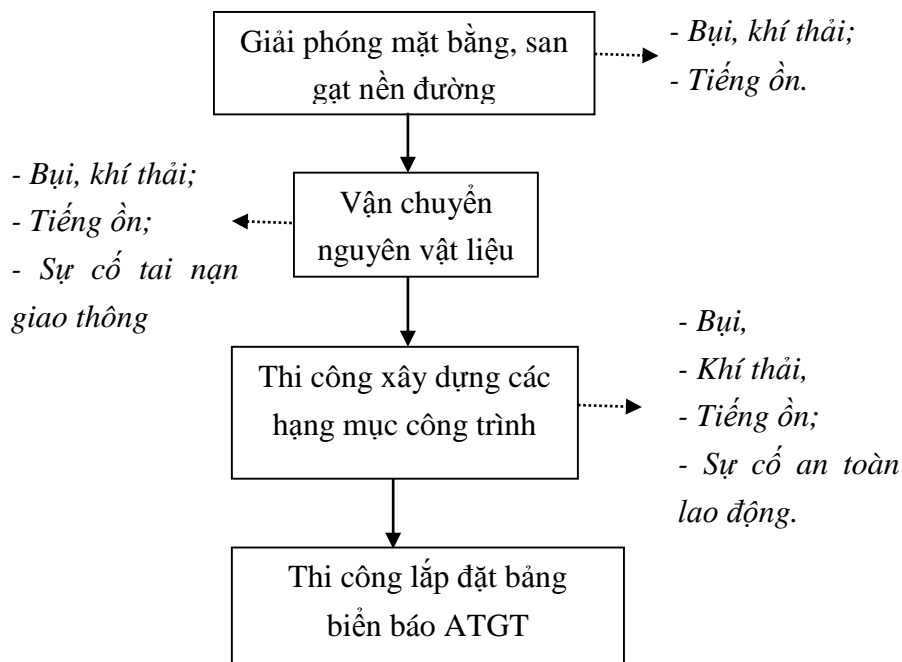 Giải phóng mặt bằng, san
gạt nền đường
- Bụi, khí thải;
- Tiếng ồn.
- Bụi, khí thải;
- Tiếng ồn;
- Sự cố tai nạn
giao thông
Vận chuyển
nguyên vật liệu
Thi công xây dựng các
hạng mục công trình
- Bụi,
- Khí thải,
- Tiếng ồn;
- Sự cố an toàn
lao động.
Thi công lắp đặt bảng
biển báo ATGT